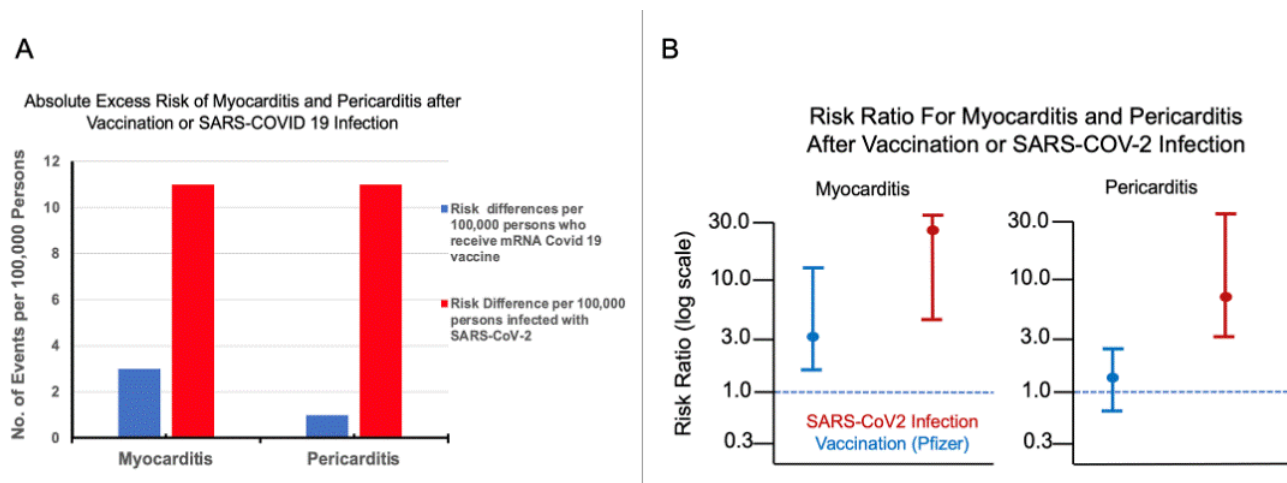 A
Absolute Excess Risk of Myocarditis and Pericarditis after
Vaccination or SARS-COVID 19 Infection
No. of Events per 100,000 Persons
12
10
8
6
4
2
0
Myocarditis
Pericarditis
Risk differences per
100,000 persons who
receive mRNA Covid 19
vaccine
Risk Difference per 100,000
persons infected with
SARS-CoV-2
B
Risk Ratio For Myocarditis and Pericarditis
After Vaccination or SARS-COV-2 Infection
Myocarditis
Risk Ratio (log scale)
30.0
10.0
3.0
1.0
0.3
SARS-CoV2 Infection
Vaccination (Pfizer)
Pericarditis
30.0
10.0
3.0
1.0
0.3